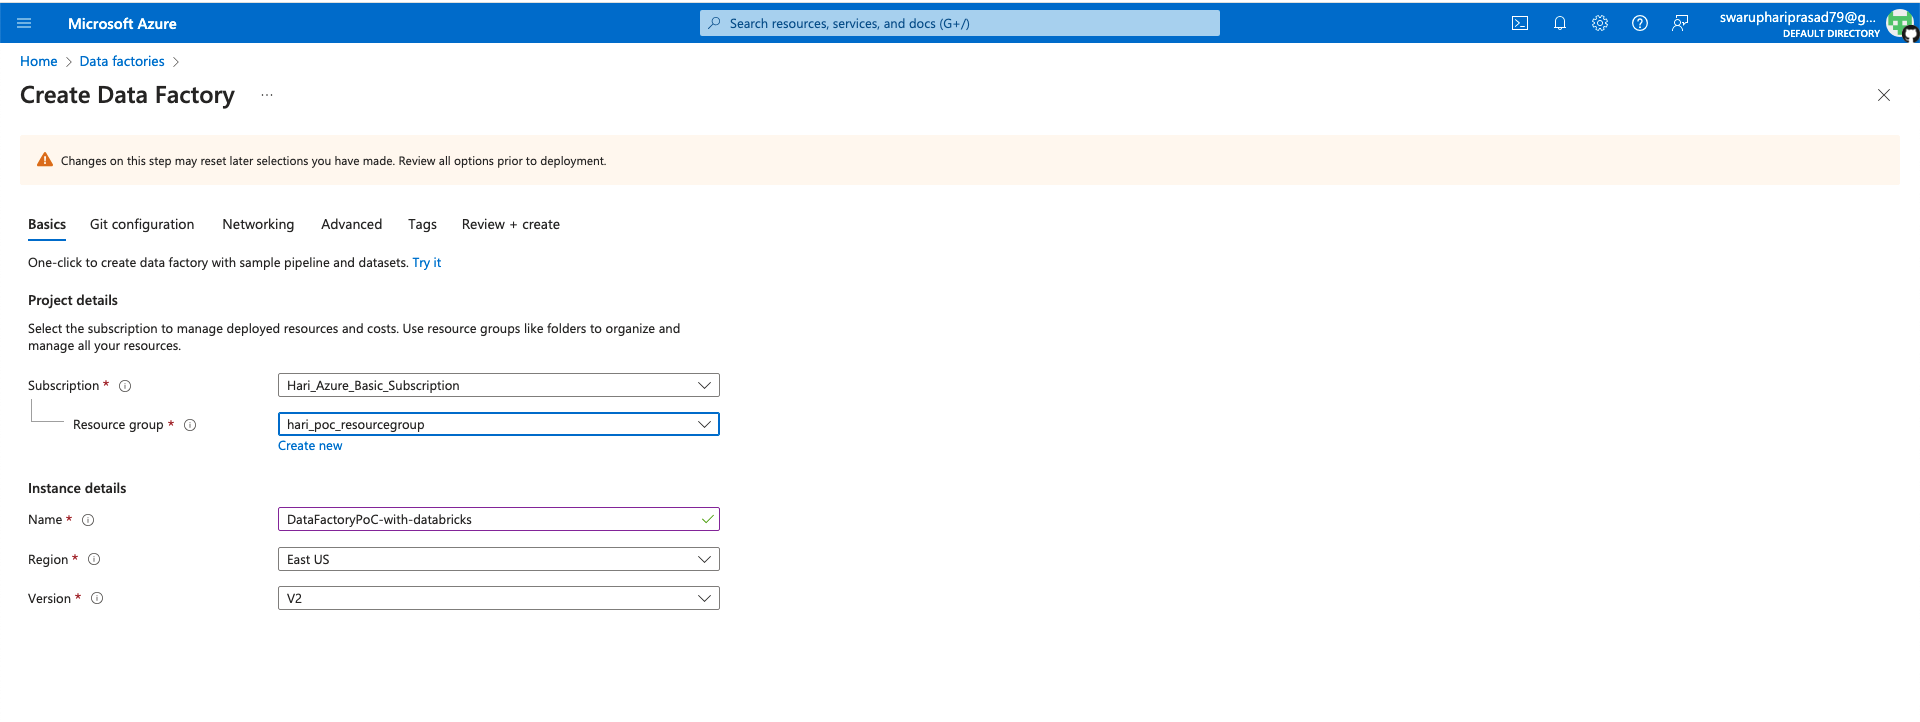 Microsoft Azure
Search resources, services, and docs (G+/)
swaruphariprasad79@g...
DEFAULT DIRECTORY
Home > Data factories >
Create Data Factory ...
Changes on this step may reset later selections you have made. Review all options prior to deployment.
Basics Git configuration Networking Advanced Tags Review + create
One-click to create data factory with sample pipeline and datasets. Try it
Project details
Select the subscription to manage deployed resources and costs. Use resource groups like folders to organize and
manage all your resources.
Subscription * Hari_Azure_Basic_Subscription
Resource group * hari_poc_resourcegroup
Create new
Instance details
Name * DataFactoryPoC-with-databricks
Region * East US
Version * V2